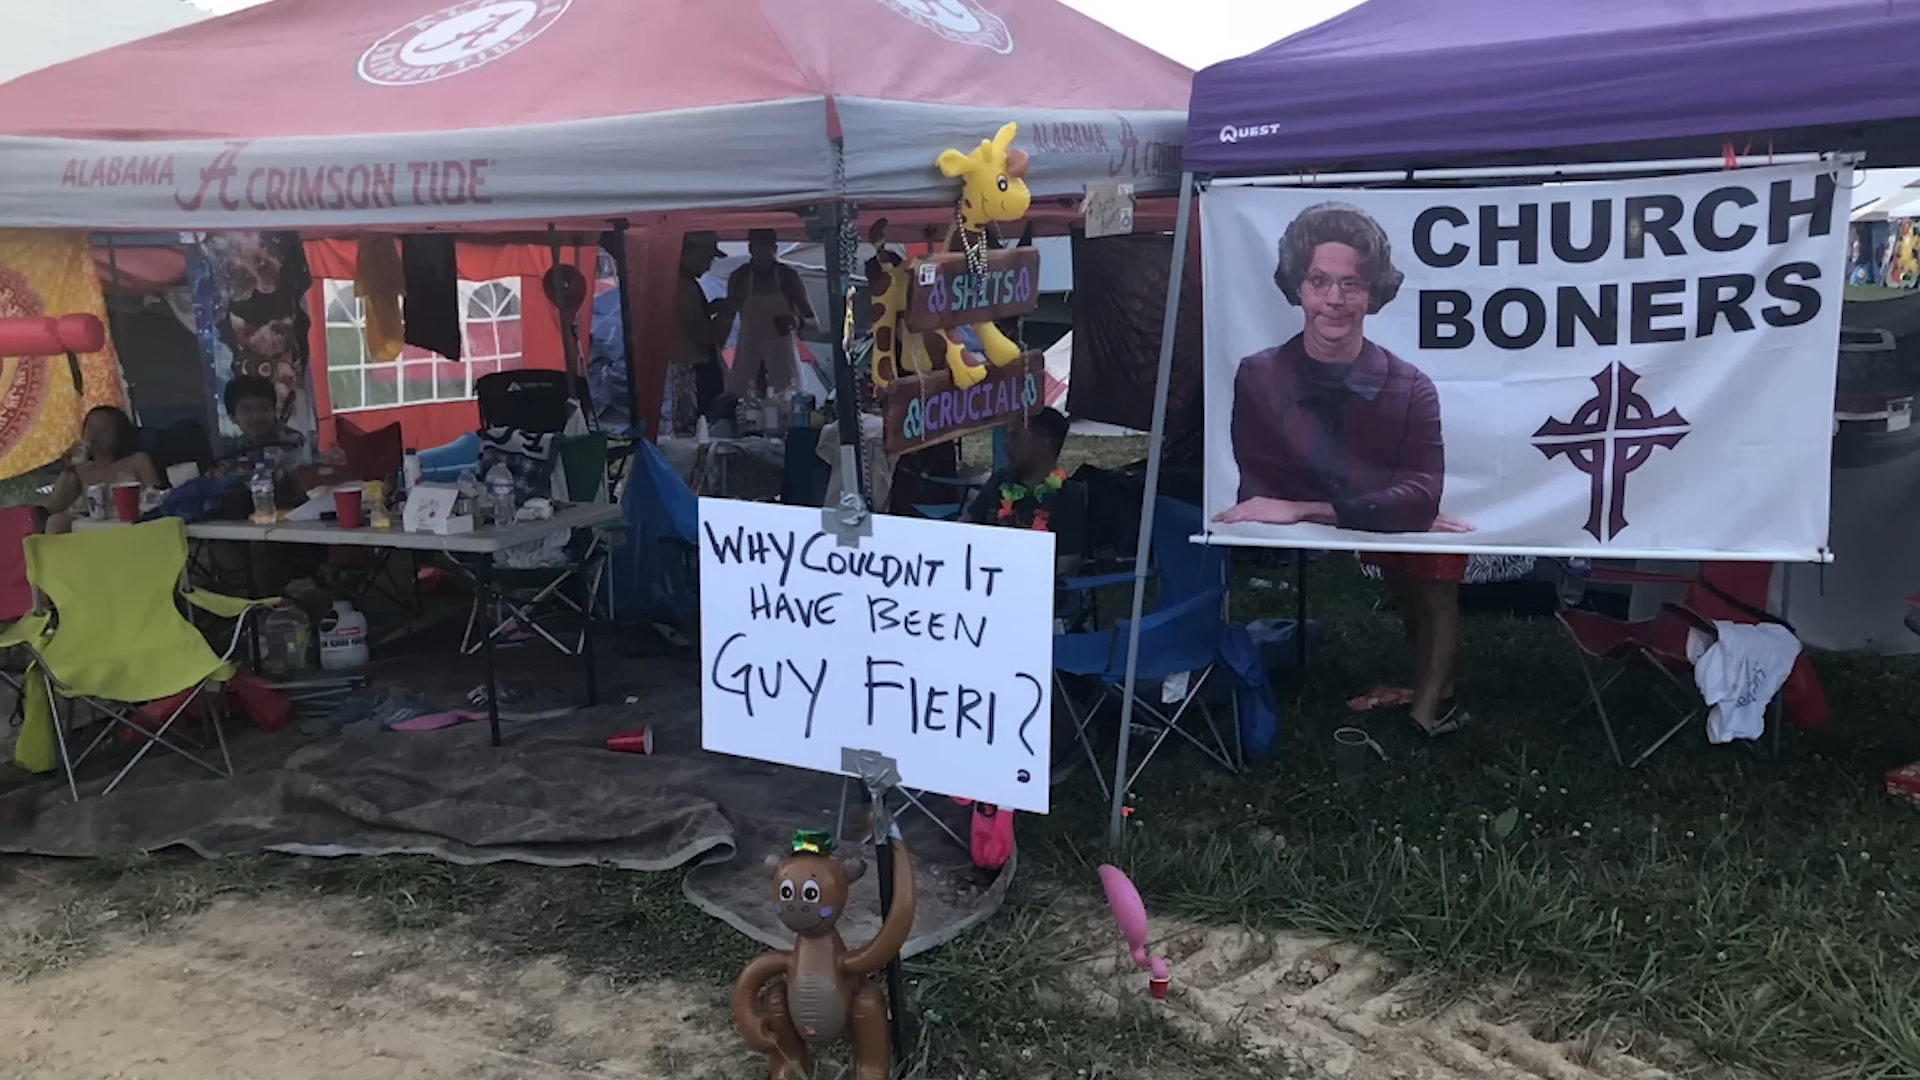 CRIMSON TIDE
ALABAMA A CRIMSON TIDE
ALABAMA A
QUEST
SHITS
CRUCIAL
CHURCH
BONERS
WHY COULDNT IT
HAVE BEEN
GUY FIERI?